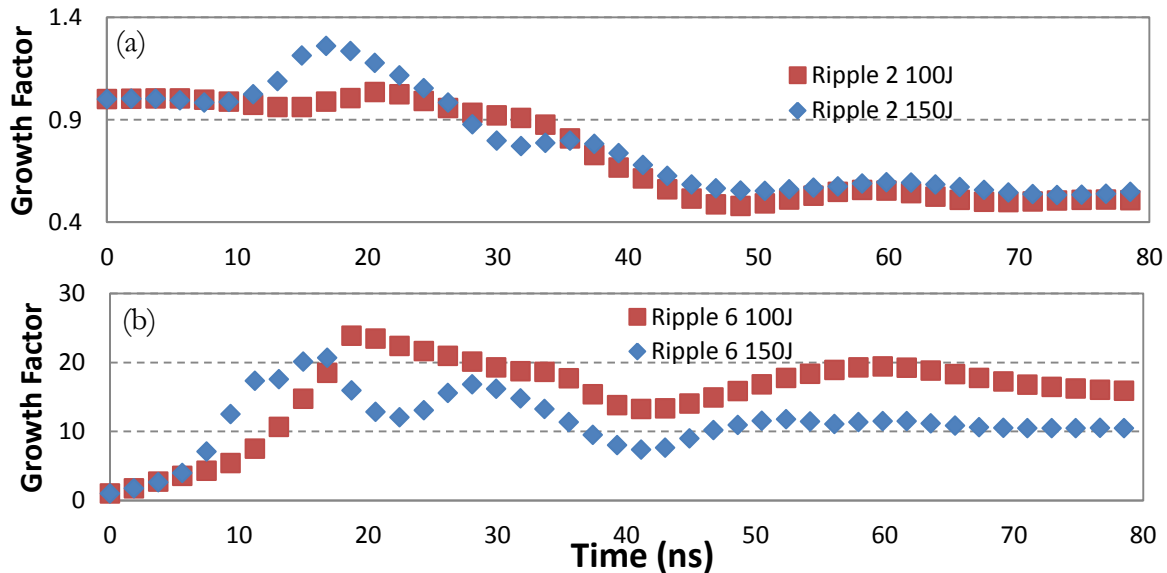 1.4
(a)
Ripple 2 100J
Ripple 2 150J
0.9
0.4
Growth Factor
0 10 20 30 40 50 60 70 80
30
(b)
Ripple 6 100J
Ripple 6 150J
20
10
0
Growth Factor
0 10 20 30 40 50 60 70 80
Time (ns)